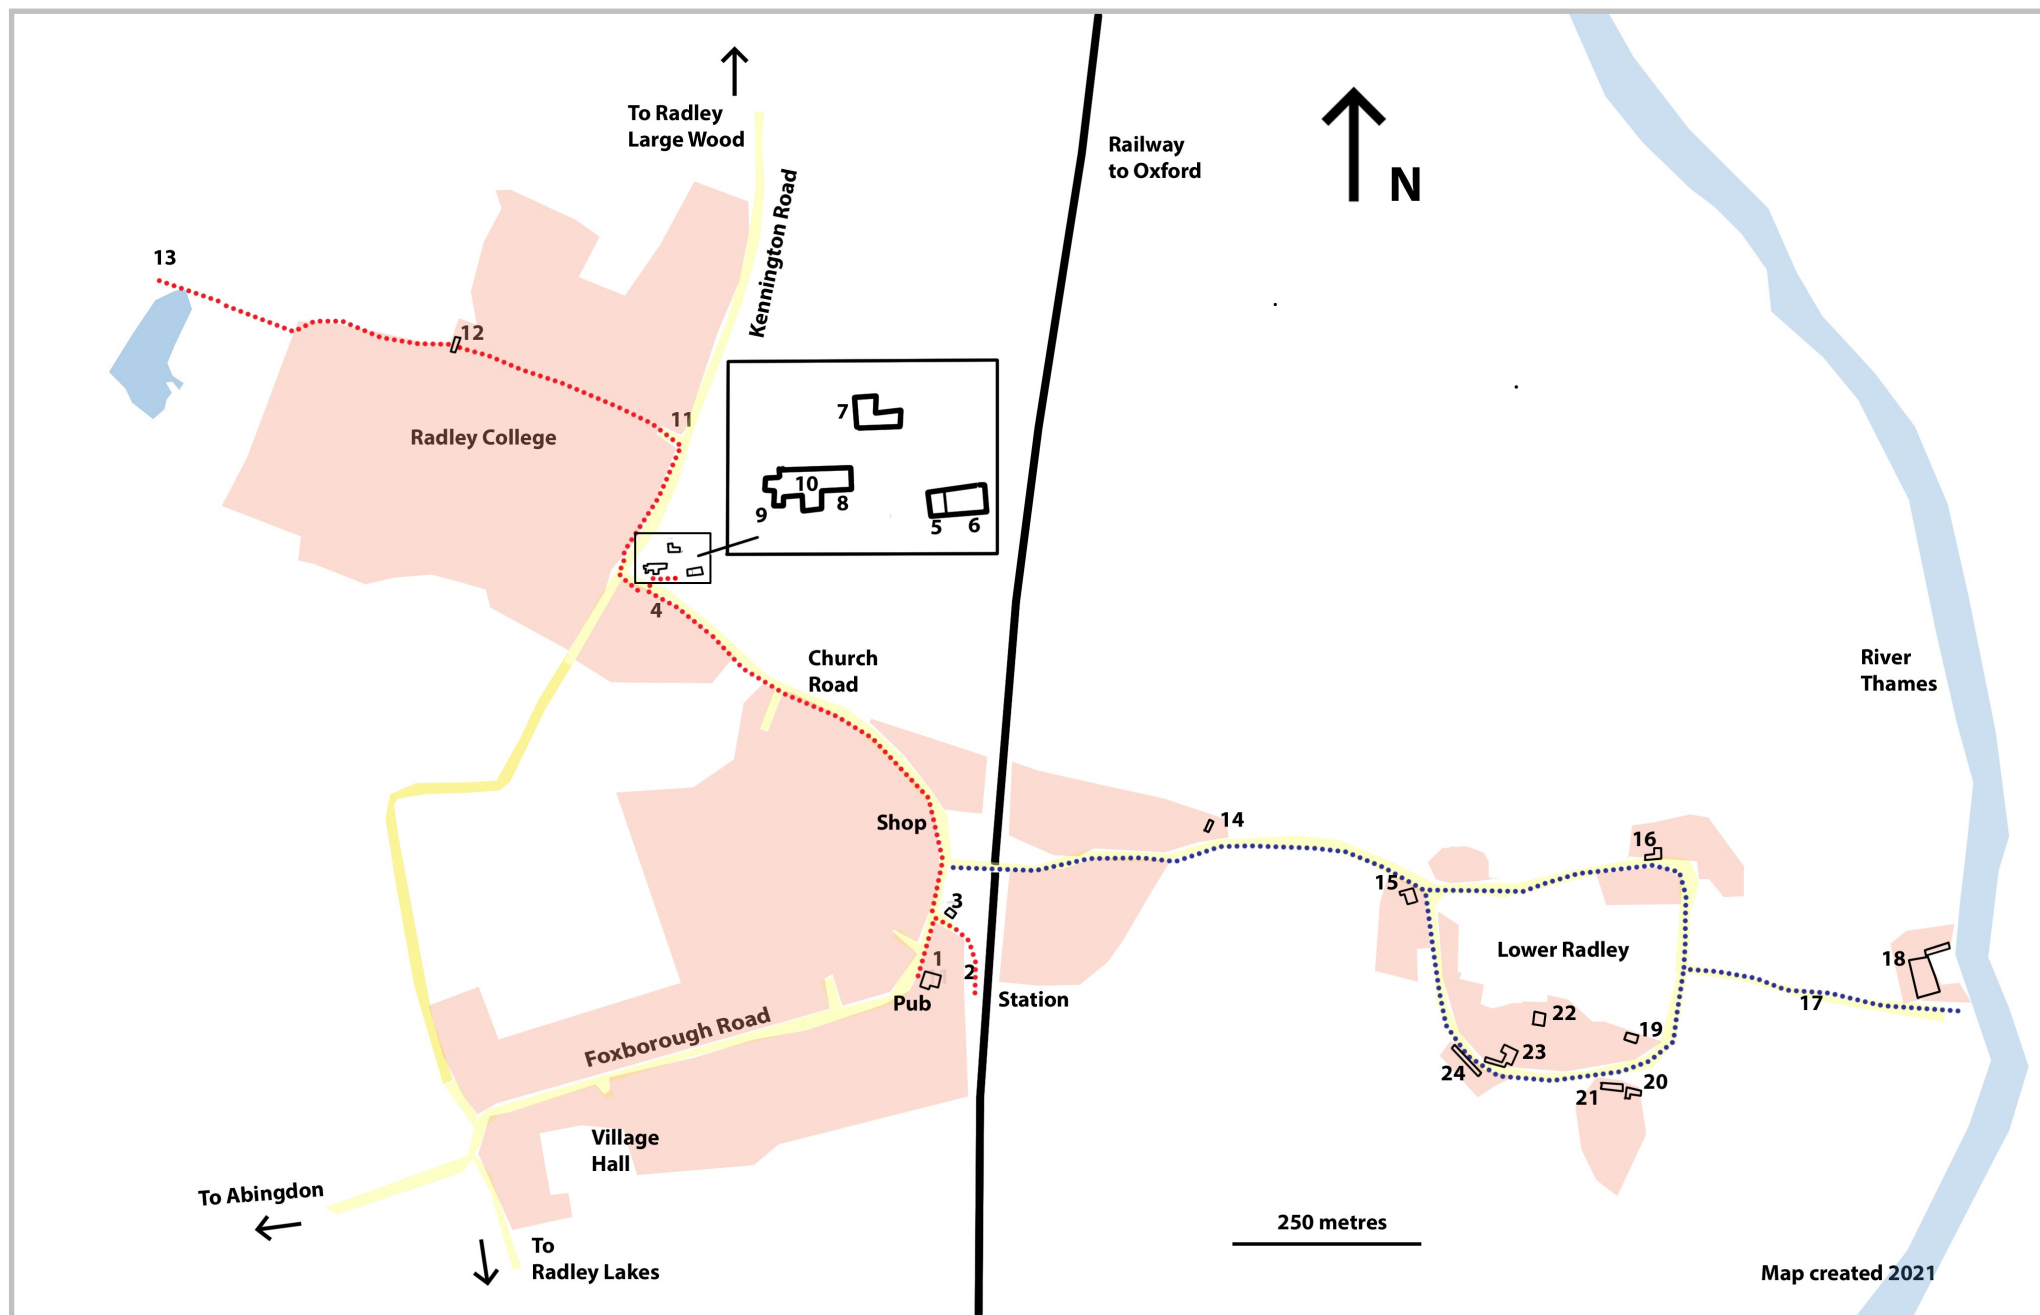 To Radley
Large Wood
Kennington Road
Railway
to Oxford
N
13
12
11
Radley College
7
10
9
8
5
6
4
Church
Road
River
Thames
Shop
14
16
15
3
1
2
Pub
Station
Lower Radley
18
17
22
19
23
24
20
21
Foxborough Road
Village
Hall
To Abingdon
To
Radley Lakes
250 metres
Map created 2021